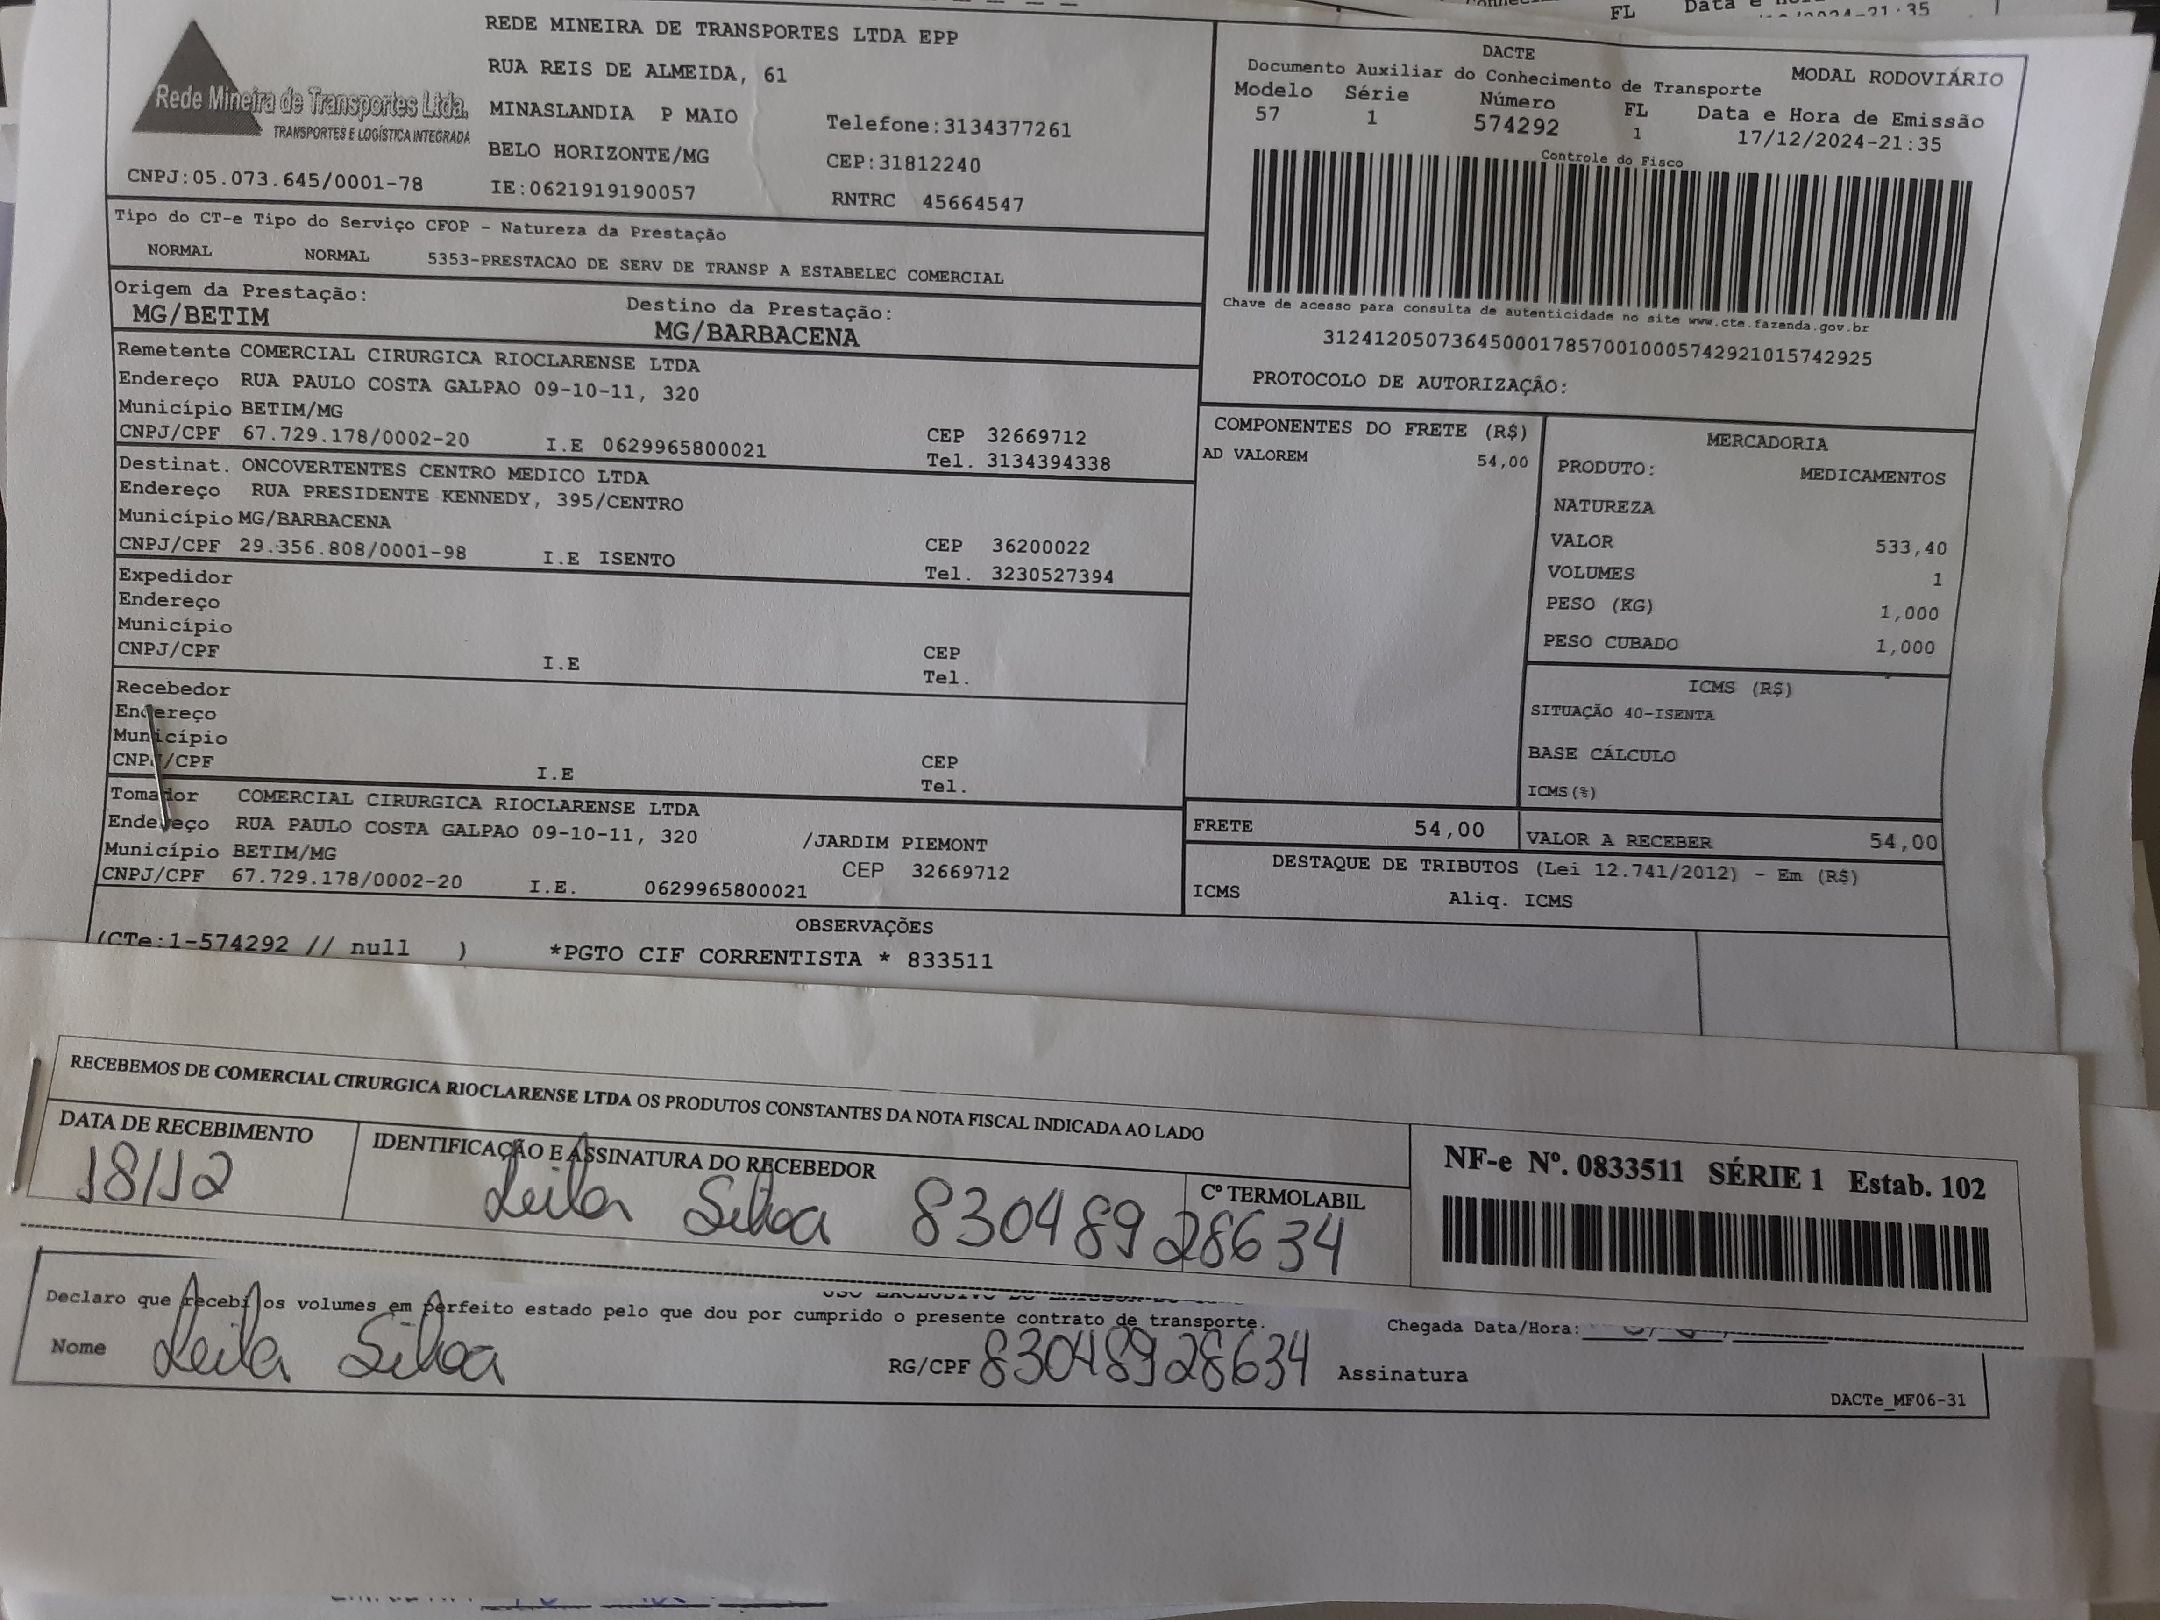 FL Data e
REDE MINEIRA DE TRANSPORTES LTDA EPP
RUA REIS DE ALMEIDA, 61
MINASLANDIA P MAIO Telefone:3134377261
BELO HORIZONTE/MG CEP:31812240
IE:0621919190057 RNTRC 45664547
Rede Mineira de Transportes Ltda.
TRANSPORTES E LOGÍSTICA INTEGRADA
CNPJ:05.073.645/0001-78
DACTE
Documento Auxiliar do Conhecimento de Transporte
MODAL RODOVIÁRIO
Modelo Série Número FL Data e Hora de Emissão
57 1 574292 1 17/12/2024-21:35
Controle do Fisco
Chave de acesso para consulta de autenticidade no site www.cte.fazenda.gov.br
31241205073645000178570010005742921015742925
PROTOCOLO DE AUTORIZAÇÃO:
Tipo do CT-e Tipo do Serviço CFOP - Natureza da Prestação
NORMAL NORMAL 5353-PRESTACAO DE SERV DE TRANSP A ESTABELEC COMERCIAL
Origem da Prestação: Destino da Prestação:
MG/BETIM MG/BARBACENA
Remetente COMERCIAL CIRURGICA RIOCLARENSE LTDA
Endereço RUA PAULO COSTA GALPAO 09-10-11, 320
Município BETIM/MG CEP 32669712
CNPJ/CPF 67.729.178/0002-20 I.E 0629965800021 Tel. 3134394338
Destinat. ONCOVERTENTES CENTRO MEDICO LTDA
Endereço RUA PRESIDENTE KENNEDY, 395/CENTRO
Município MG/BARBACENA CEP 36200022
CNPJ/CPF 29.356.808/0001-98 I.E ISENTO Tel. 3230527394
Expedidor
Endereço
Município CEP
CNPJ/CPF I.E Tel.
Recebedor
Endereço
Município CEP
CNPJ/CPF I.E Tel.
Tomador COMERCIAL CIRURGICA RIOCLARENSE LTDA
Endereço RUA PAULO COSTA GALPAO 09-10-11, 320 /JARDIM PIEMONT
Município BETIM/MG CEP 32669712
CNPJ/CPF 67.729.178/0002-20 I.E. 0629965800021
COMPONENTES DO FRETE (R$)
AD VALOREM 54,00
MERCADORIA
PRODUTO: MEDICAMENTOS
NATUREZA
VALOR 533,40
VOLUMES 1
PESO (KG) 1,000
PESO CUBADO 1,000
ICMS (R$)
SITUAÇÃO 40-ISENTA
BASE CÁLCULO
ICMS(%)
FRETE 54,00 VALOR A RECEBER 54,00
DESTAQUE DE TRIBUTOS (Lei 12.741/2012) - Em (R$)
ICMS Aliq. ICMS
OBSERVAÇÕES
(CTe:1-574292 // null ) *PGTO CIF CORRENTISTA * 833511
RECEBEMOS DE COMERCIAL CIRURGICA RIOCLARENSE LTDA OS PRODUTOS CONSTANTES DA NOTA FISCAL INDICADA AO LADO
DATA DE RECEBIMENTO IDENTIFICAÇÃO E ASSINATURA DO RECEBEDOR Cº TERMOLABIL
18/12 Leila Silva 83048928634
NF-e Nº. 0833511 SÉRIE 1 Estab. 102
Declaro que recebi os volumes em perfeito estado pelo que dou por cumprido o presente contrato de transporte. Chegada Data/Hora:
Nome Leila Silva RG/CPF 83048928634 Assinatura
DACTe_MF06-31